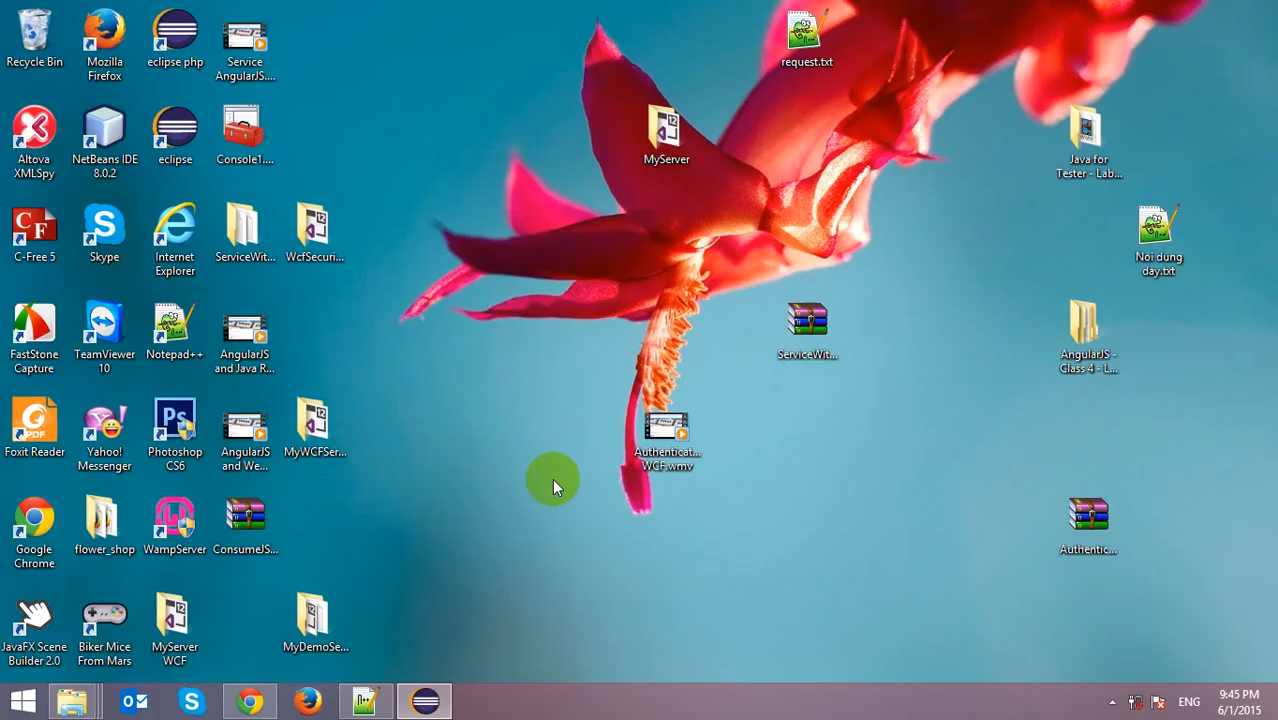 Recycle Bin
Mozilla
Firefox
eclipse php
Service
AngularJS....
request.txt
Altova
XMLSpy
NetBeans IDE
8.0.2
eclipse
Console1....
MyServer
Java for
Tester - Lab...
C-Free 5
Skype
Internet
Explorer
ServiceWit...
WcfSecuri...
Noi dung
day.txt
FastStone
Capture
TeamViewer
10
Notepad++
AngularJS
and Java R...
ServiceWit...
AngularJS -
Class 4 - L...
Foxit Reader
Yahoo!
Messenger
Photoshop
CS6
AngularJS
and We...
MyWCFSer...
Authenticat...
WCF.wmv
Google
Chrome
flower_shop
WampServer
ConsumeJS...
Authentic...
JavaFX Scene
Builder 2.0
Biker Mice
From Mars
MyServer
WCF
MyDemoSe...
ENG
9:45 PM
6/1/2015